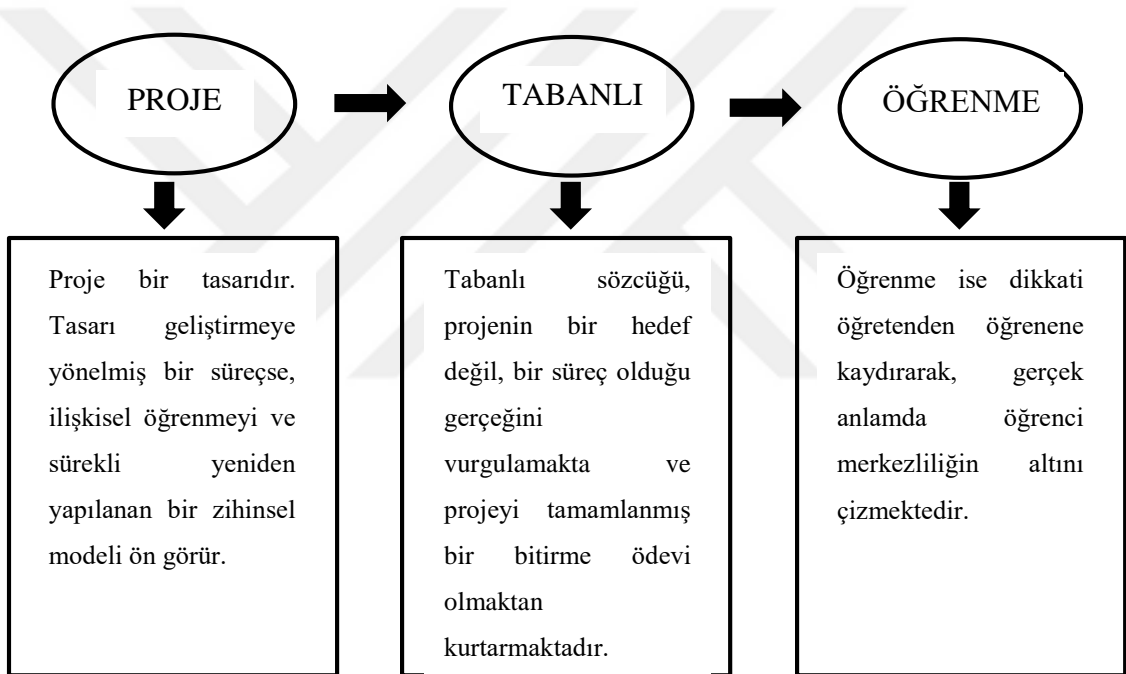 PROJE
TABANLI
ÖĞRENME
Proje bir tasarıdır.
Tasarı geliştirmeye
yönelmiş bir süreçse,
ilişkisel öğrenmeyi ve
sürekli yeniden
yapılanan bir zihinsel
modeli ön görür.
Tabanlı sözcüğü,
projenin bir hedef
değil, bir süreç olduğu
gerçeğini
vurgulamakta ve
projeyi tamamlanmış
bir bitirme ödevi
olmaktan
kurtarmaktadır.
Öğrenme ise dikkati
öğretenden öğrenene
kaydırarak, gerçek
anlamda öğrenci
merkezliliğin altını
çizmektedir.